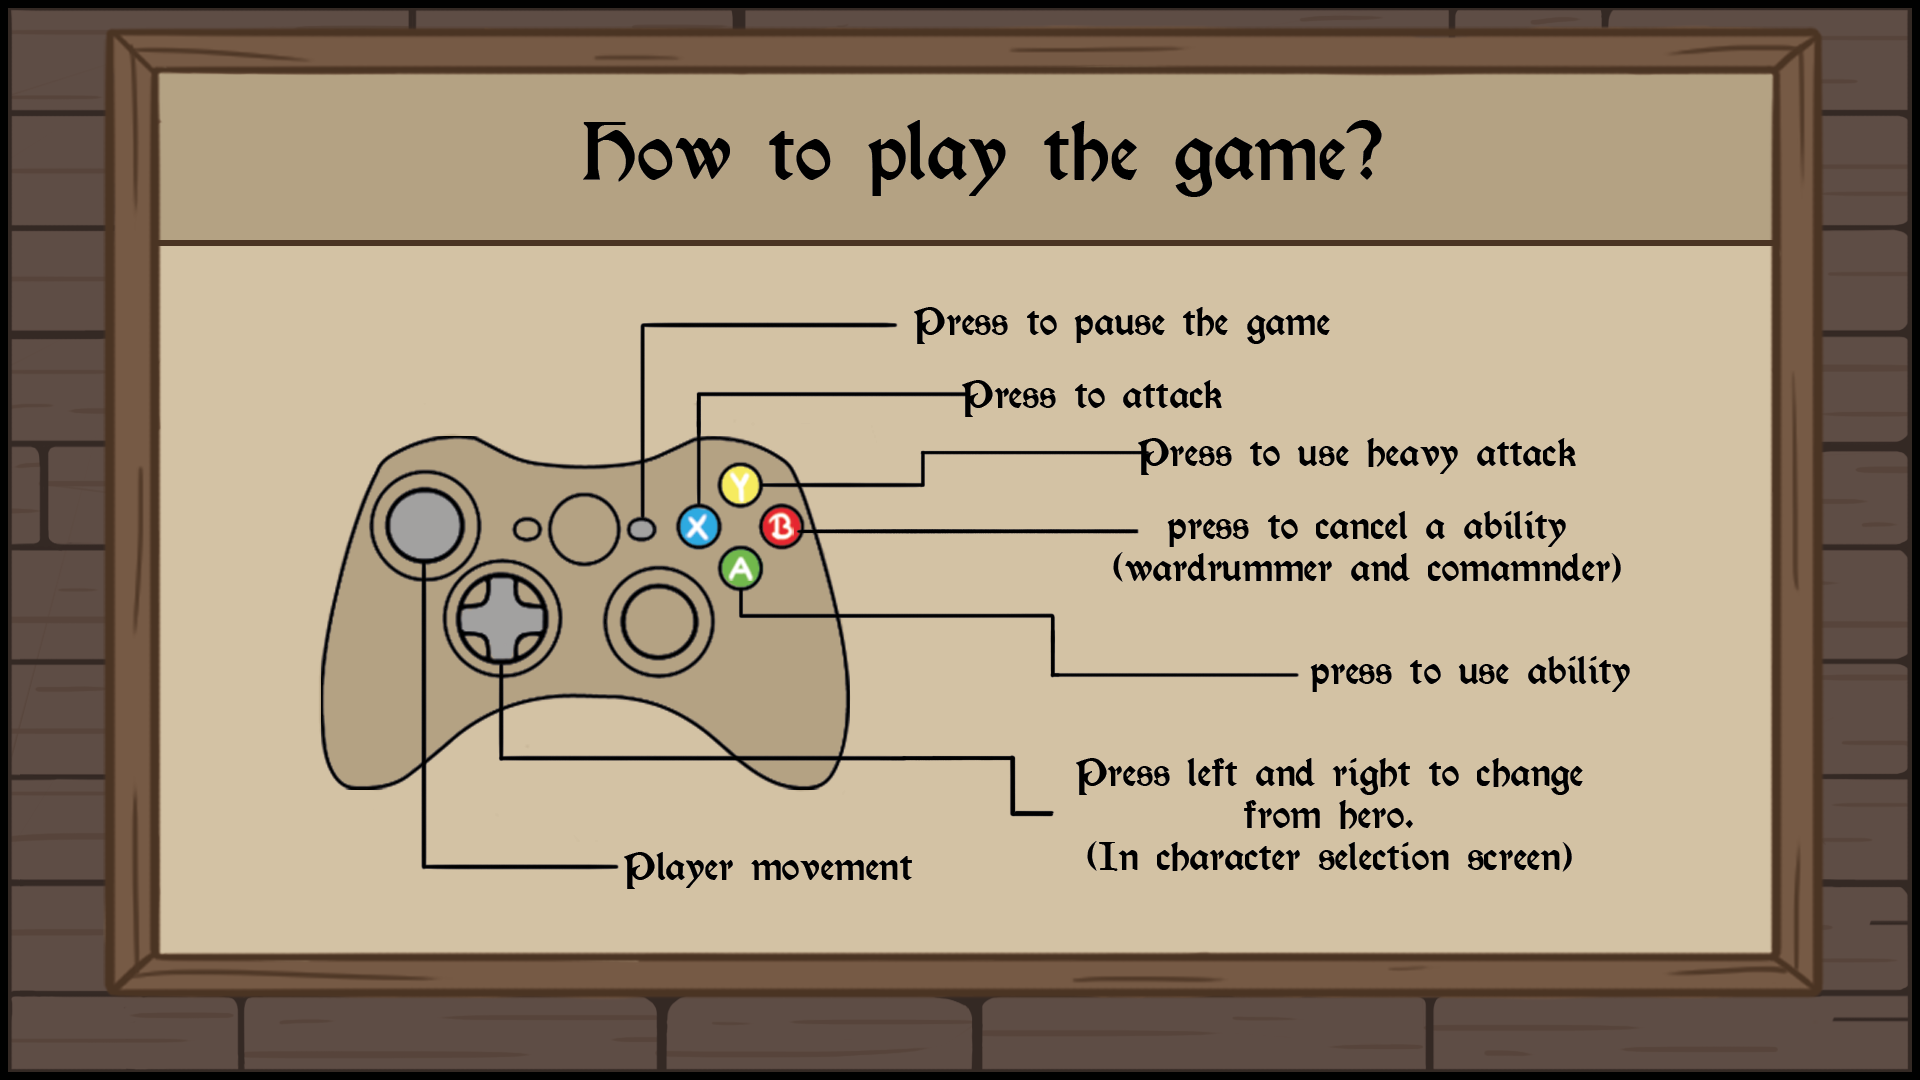 How to play the game?
Press to pause the game
Press to attack
Press to use heavy attack
Y
X
B
A
press to cancel a ability
(wardrummer and comamnder)
press to use ability
Press left and right to change
from hero.
(In character selection screen)
Player movement